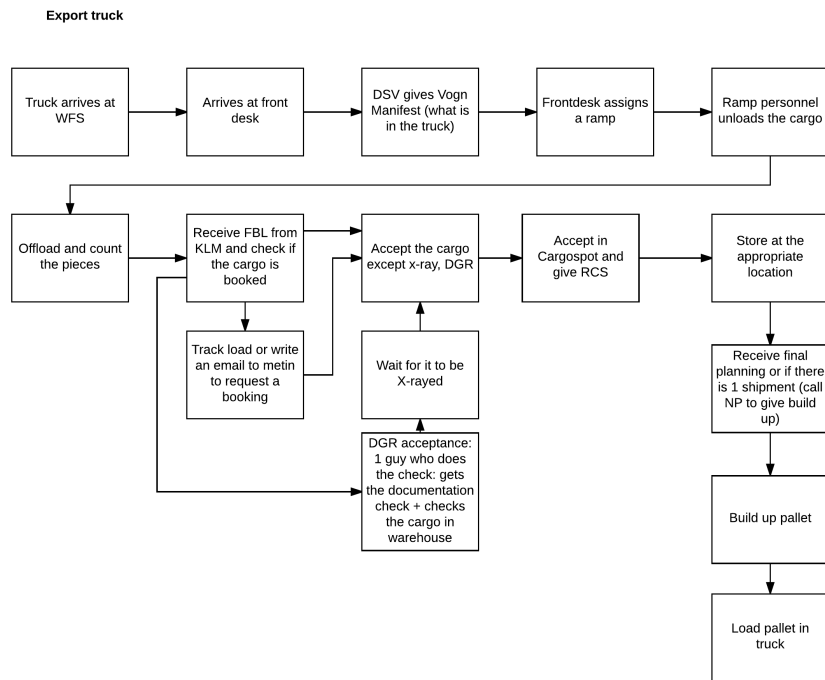 Export truck
Truck arrives at
WFS
Arrives at front
desk
DSV gives Vogn
Manifest (what is
in the truck)
Frontdesk assigns
a ramp
Ramp personnel
unloads the cargo
Offload and count
the pieces
Receive FBL from
KLM and check if
the cargo is
booked
Accept the cargo
except x-ray, DGR
Accept in
Cargospot and
give RCS
Store at the
appropriate
location
Track load or write
an email to metin
to request a
booking
Wait for it to be
X-rayed
Receive final
planning or if there
is 1 shipment (call
NP to give build
up)
DGR acceptance:
1 guy who does
the check: gets
the documentation
check + checks
the cargo in
warehouse
Build up pallet
Load pallet in
truck